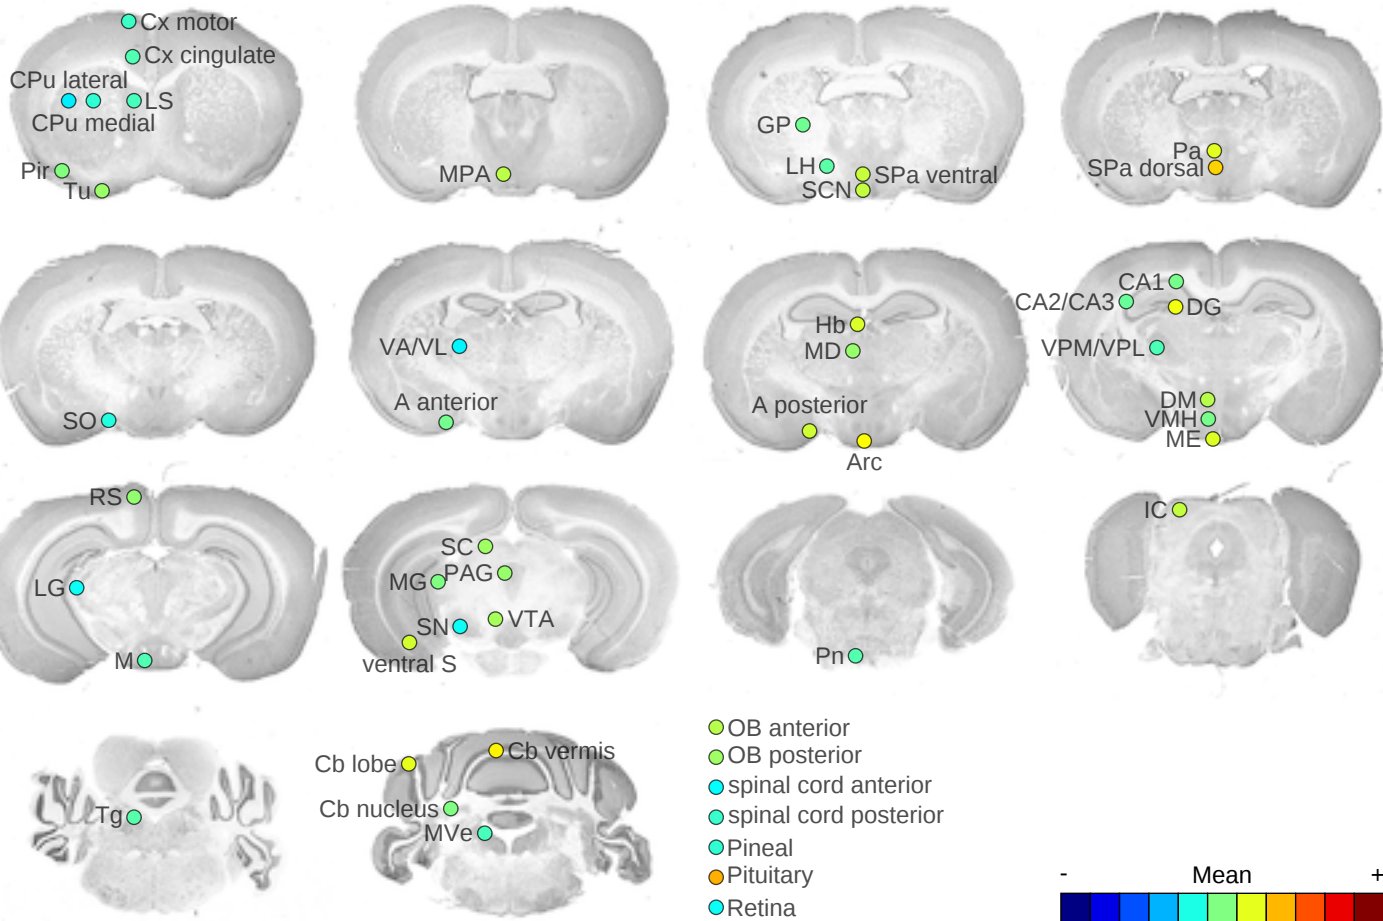 Cx motor
Cx cingulate
CPu lateral
LS
CPu medial
Pir
Tu
MPA
GP
LH
SPa ventral
SCN
Pa
SPa dorsal
SO
VA/VL
A anterior
Hb
MD
A posterior
Arc
CA1
CA2/CA3
DG
VPM/VPL
DM
VMH
ME
RS
LG
M
SC
PAG
MG
SN
VTA
ventral S
Pn
IC
Tg
Cb lobe
Cb vermis
Cb nucleus
MVe
OB anterior
OB posterior
spinal cord anterior
spinal cord posterior
Pineal
Pituitary
Retina
- Mean +